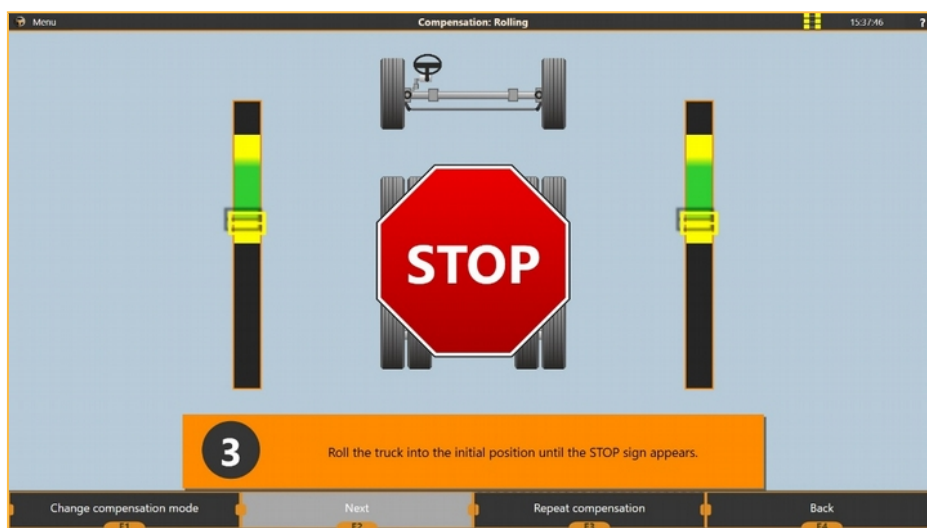 Menu
Compensation: Rolling
15:37:46
?
STOP
3
Roll the truck into the initial position until the STOP sign appears.
Change compensation mode
Next
Repeat compensation
Back
F1
F2
F3
F4